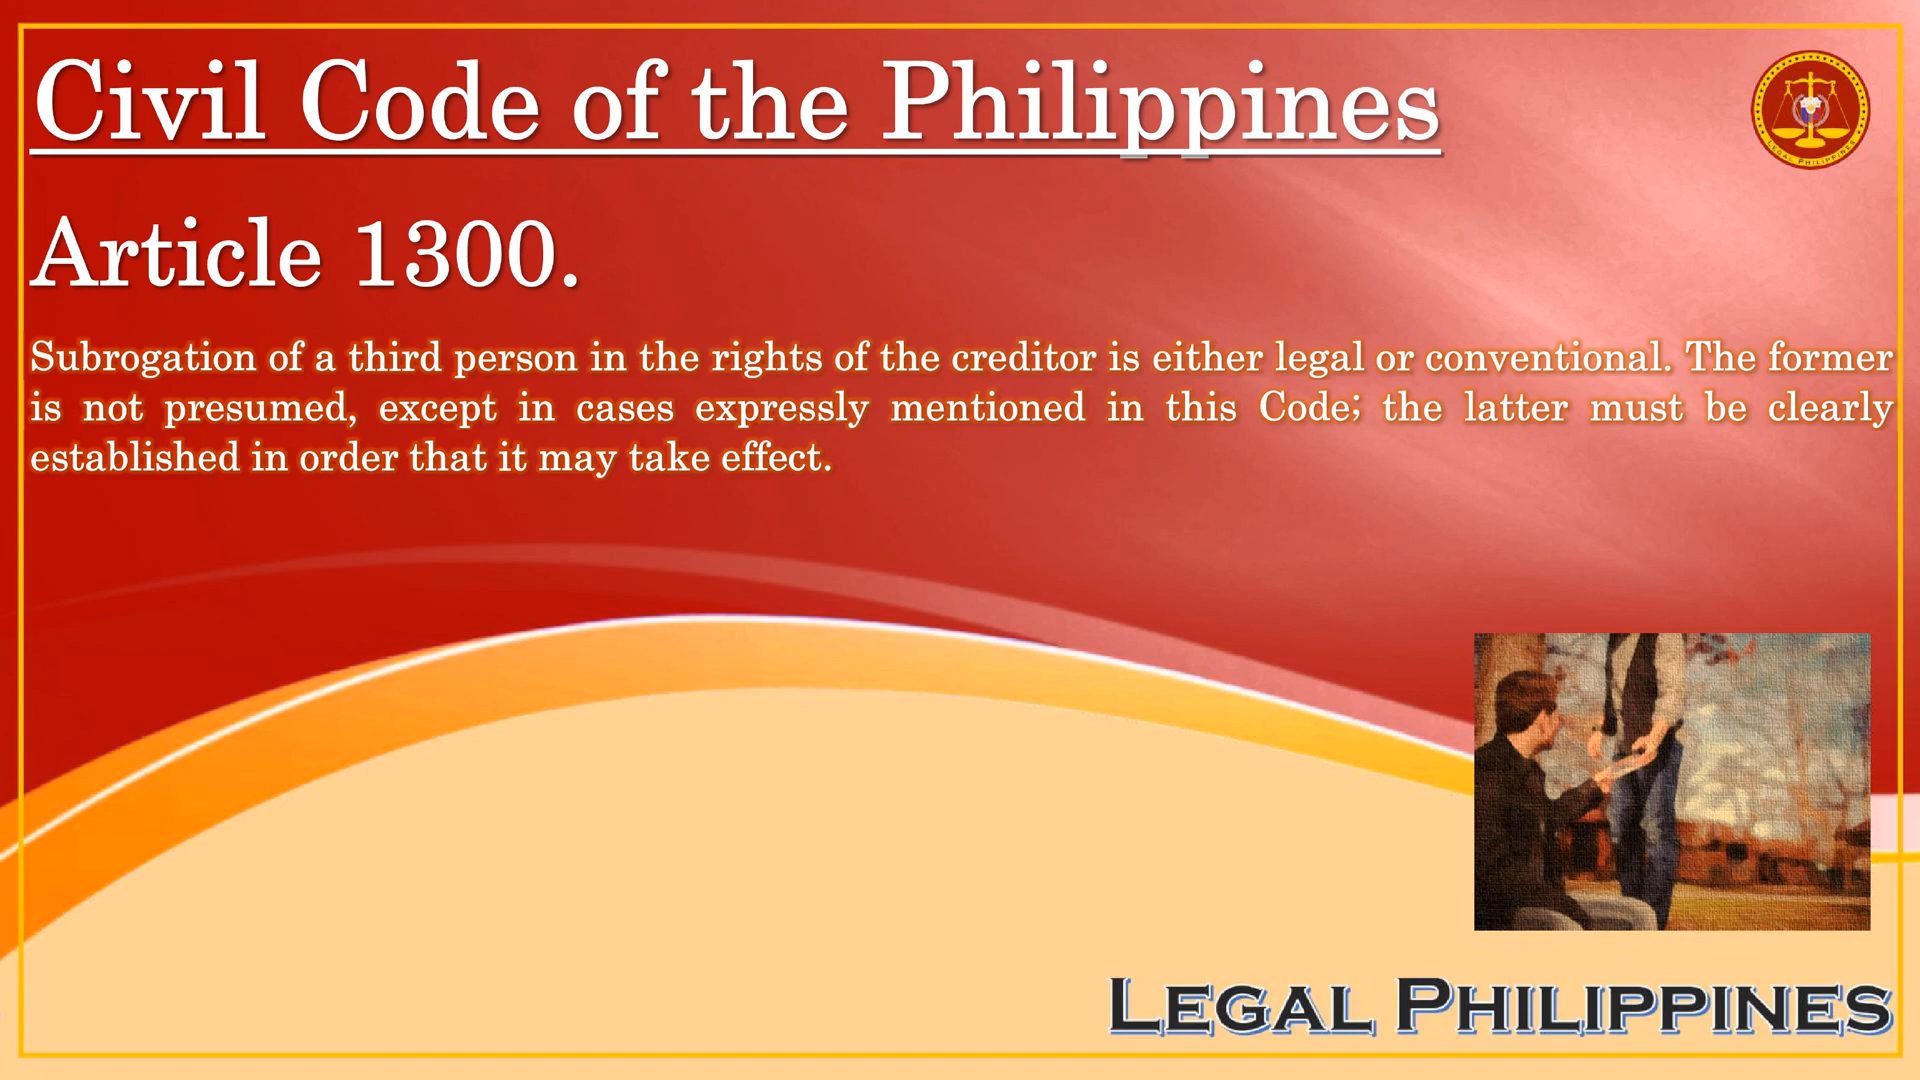 Civil Code of the Philippines
Article 1300.
Subrogation of a third person in the rights of the creditor is either legal or conventional. The former
is not presumed, except in cases expressly mentioned in this Code; the latter must be clearly
established in order that it may take effect.
LEGAL PHILIPPINES
LEGAL PHILIPPINES